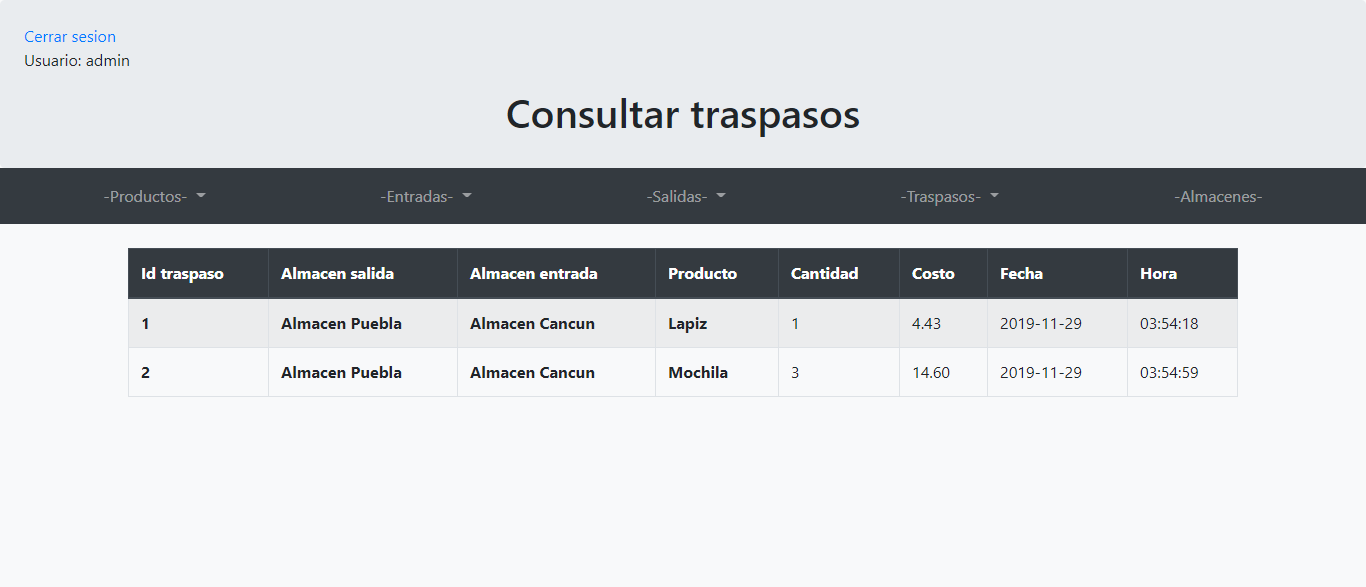 Cerrar sesion
Usuario: admin
Consultar traspasos
-Productos- -Entradas- -Salidas- -Traspasos- -Almacenes-
Id traspaso Almacen salida Almacen entrada Producto Cantidad Costo Fecha Hora
1 Almacen Puebla Almacen Cancun Lapiz 1 4.43 2019-11-29 03:54:18
2 Almacen Puebla Almacen Cancun Mochila 3 14.60 2019-11-29 03:54:59